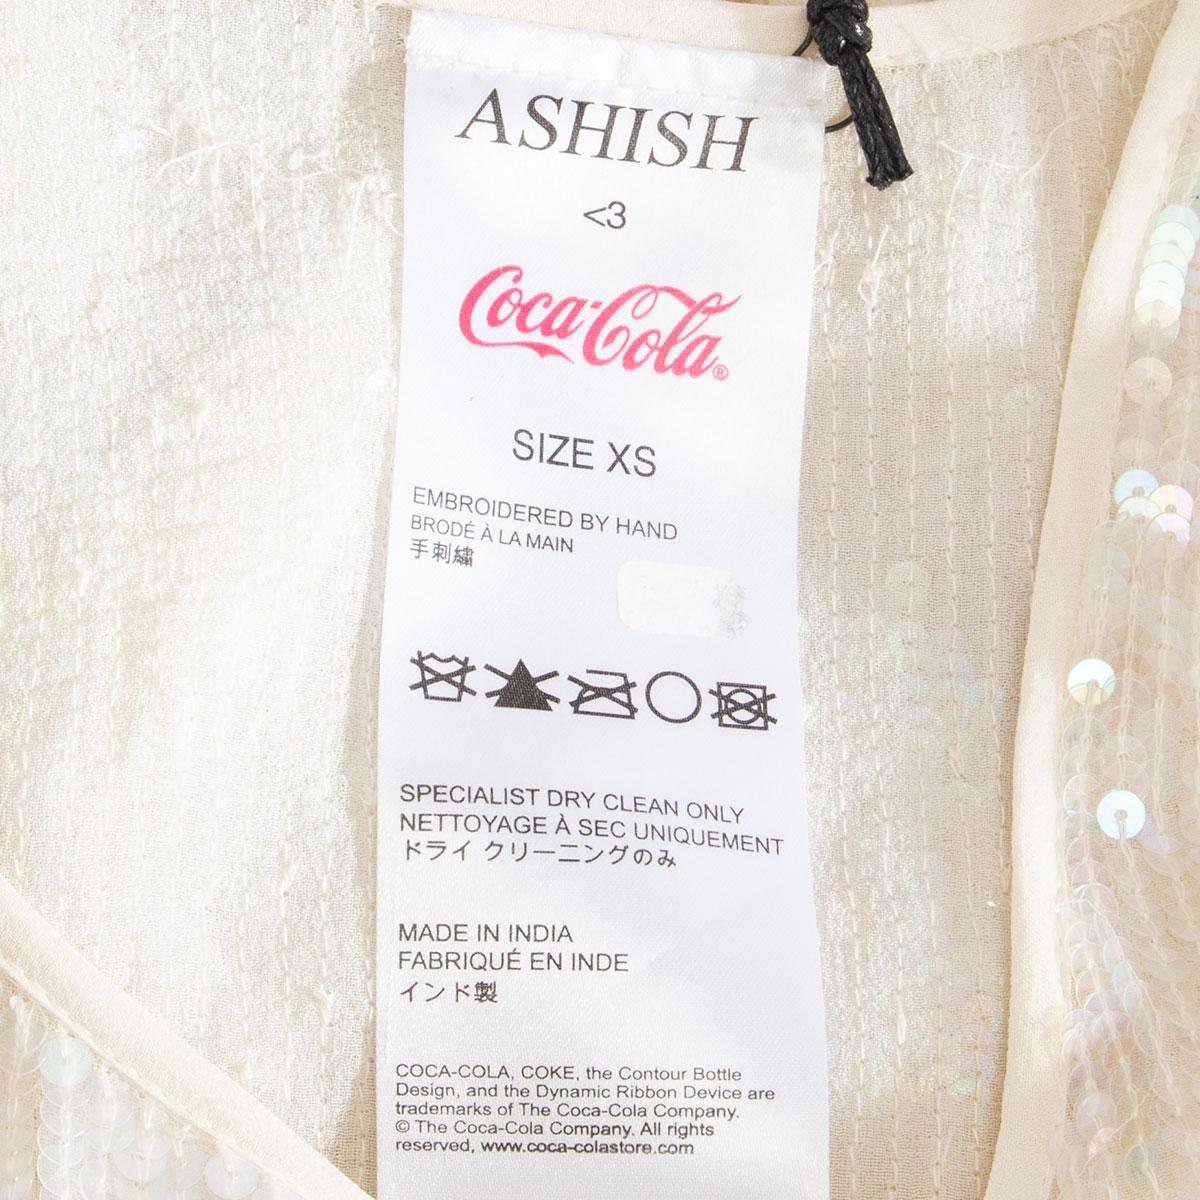 ASHISH
<3
Coca-Cola®
SIZE XS
EMBROIDERED BY HAND
BRODÉ À LA MAIN
手刺繍
SPECIALIST DRY CLEAN ONLY
NETTOYAGE À SEC UNIQUEMENT
ドライ クリーニングのみ
MADE IN INDIA
FABRIQUÉ EN INDE
インド製
COCA-COLA, COKE, the Contour Bottle
Design, and the Dynamic Ribbon Device are
trademarks of The Coca-Cola Company.
© The Coca-Cola Company. All rights
reserved, www.coca-colastore.com